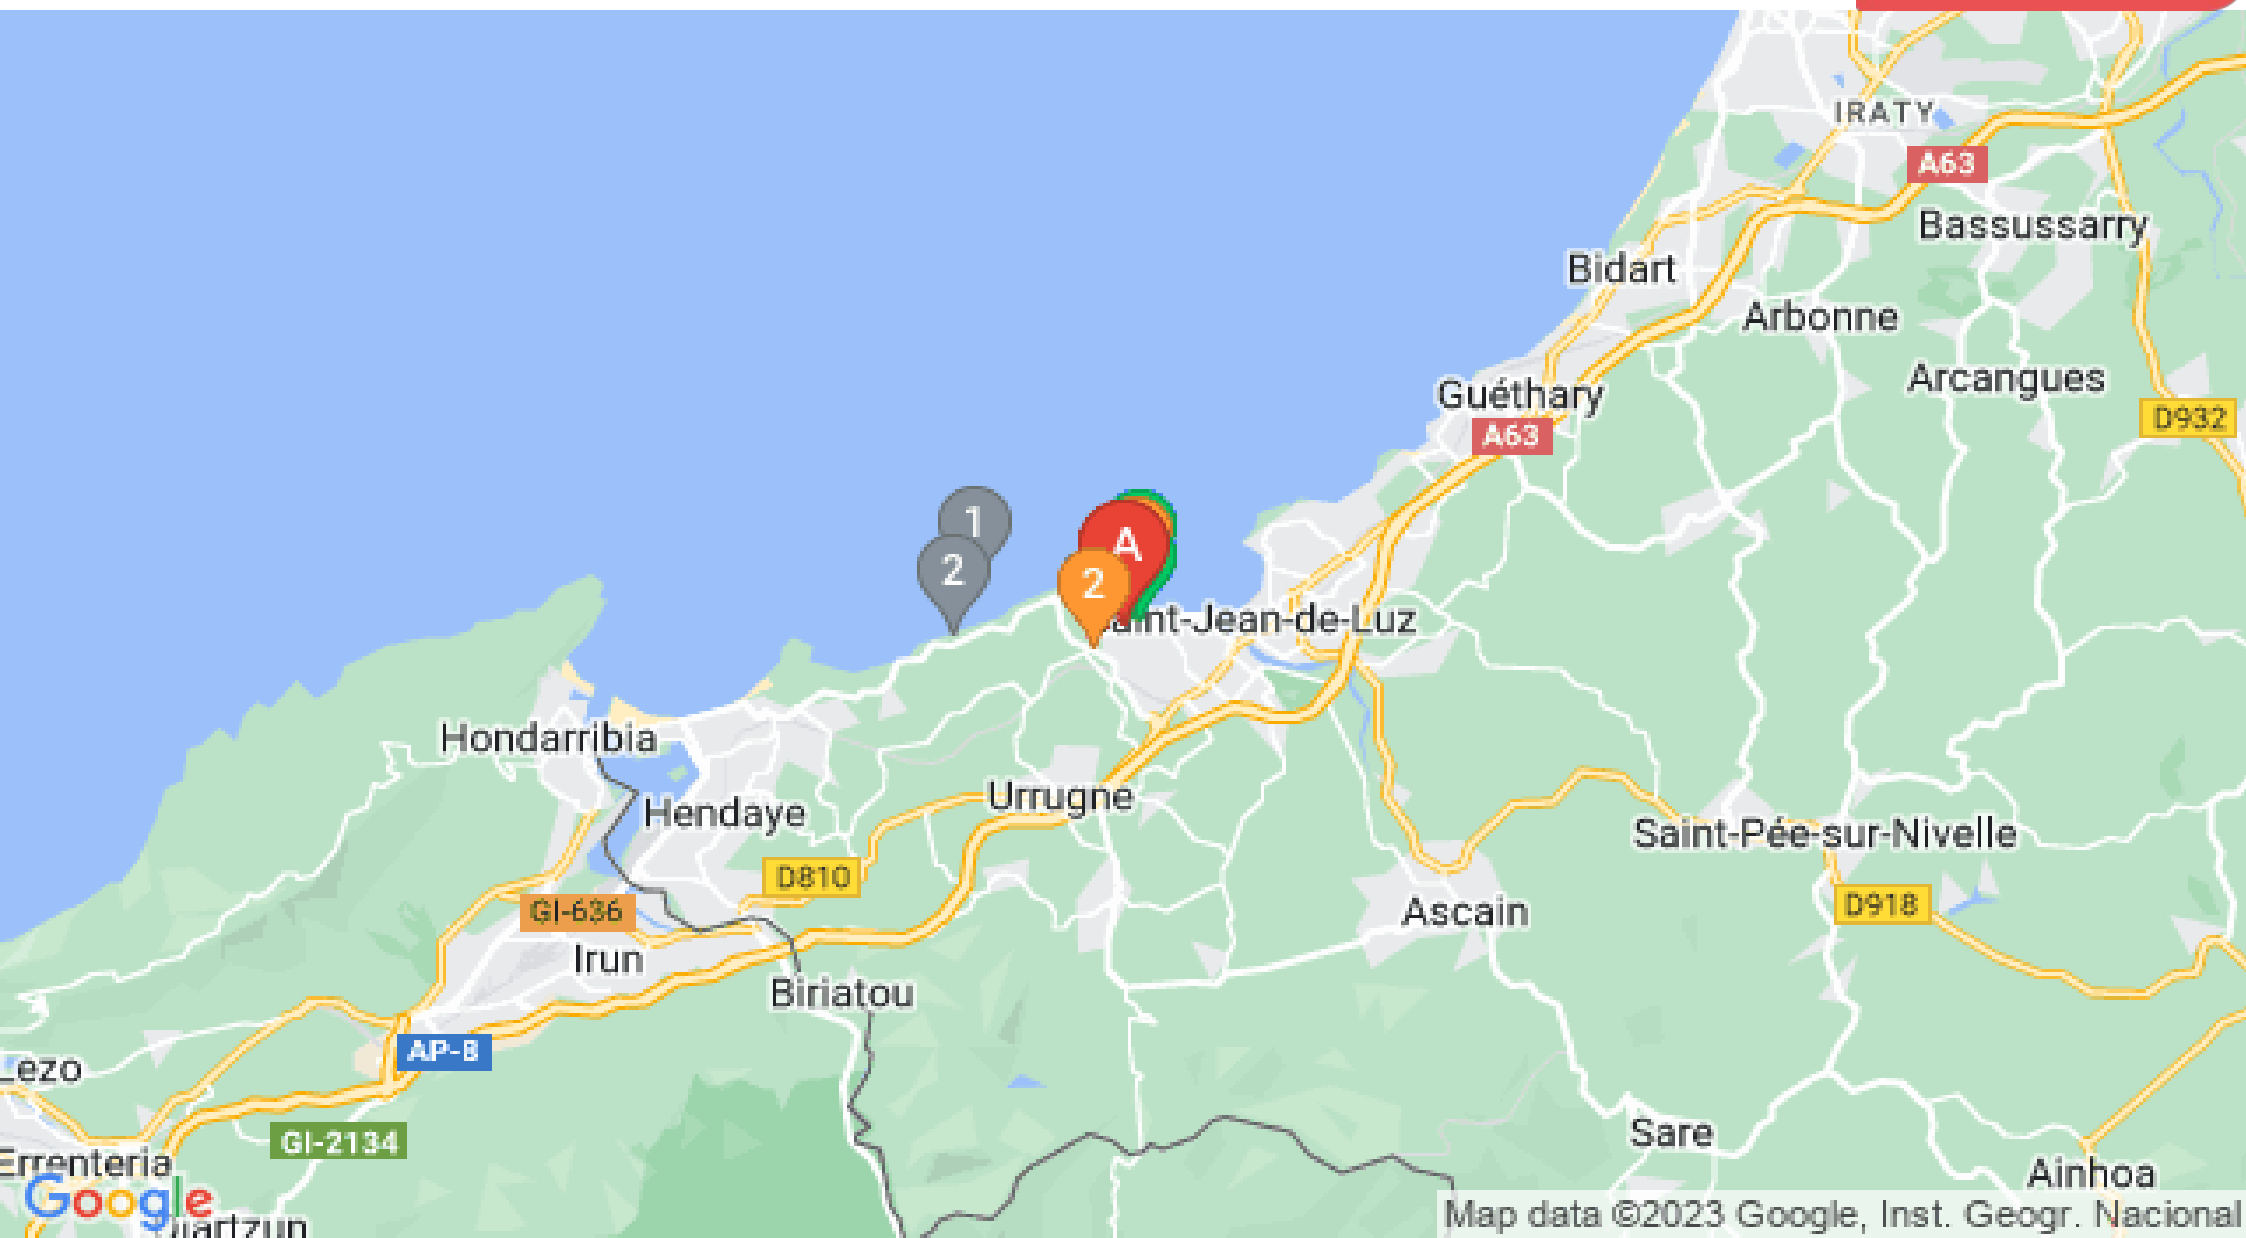 IRATY
A63
Bassussarry
Bidart
Arbonne
Arcangues
Guéthary
D932
A63
1
A
2
2
Saint-Jean-de-Luz
Hondarribia
Urrugne
Hendaye
Saint-Pée-sur-Nivelle
D810
D918
GI-636
Ascain
Irun
Biriatou
AP-8
Lezo
Sare
GI-2134
Errenteria
Ainhoa
Google
Map data ©2023 Google, Inst. Geogr. Nacional